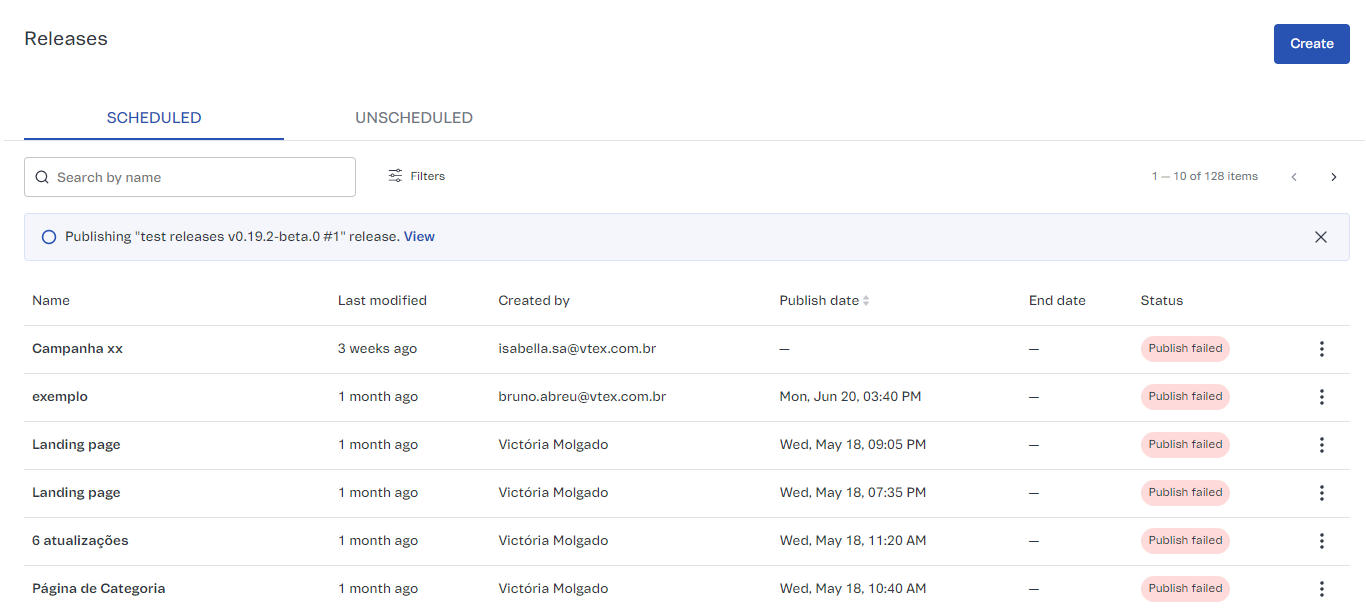 Releases
Create
SCHEDULED UNSCHEDULED
Search by name Filters 1 — 10 of 128 items
Publishing "test releases v0.19.2-beta.0 #1" release. View
Name Last modified Created by Publish date End date Status
Campanha xx 3 weeks ago isabella.sa@vtex.com.br — — Publish failed
exemplo 1 month ago bruno.abreu@vtex.com.br Mon, Jun 20, 03:40 PM — Publish failed
Landing page 1 month ago Victória Molgado Wed, May 18, 09:05 PM — Publish failed
Landing page 1 month ago Victória Molgado Wed, May 18, 07:35 PM — Publish failed
6 atualizações 1 month ago Victória Molgado Wed, May 18, 11:20 AM — Publish failed
Página de Categoria 1 month ago Victória Molgado Wed, May 18, 10:40 AM — Publish failed